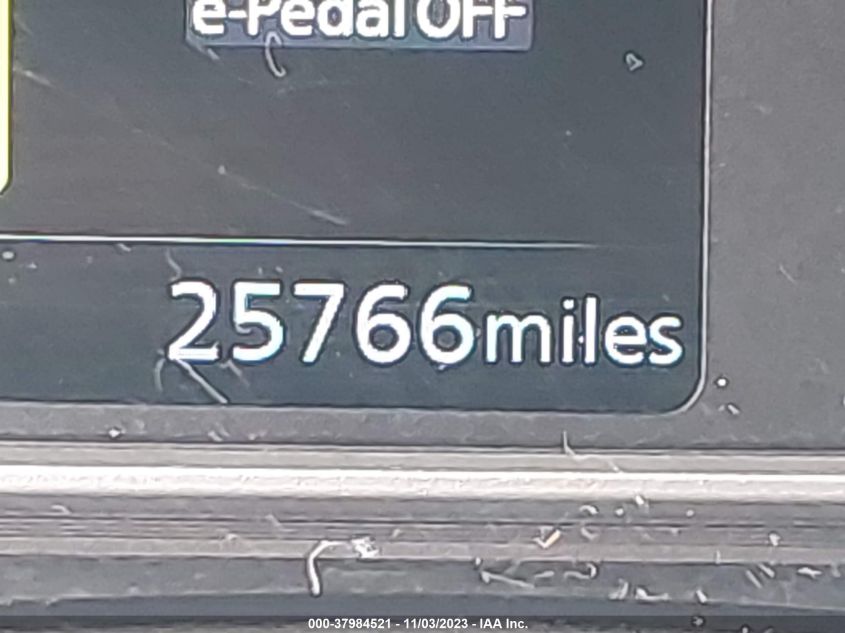 e-Pedal OFF
25766miles
000-37984521 - 11/03/2023 - IAA Inc.